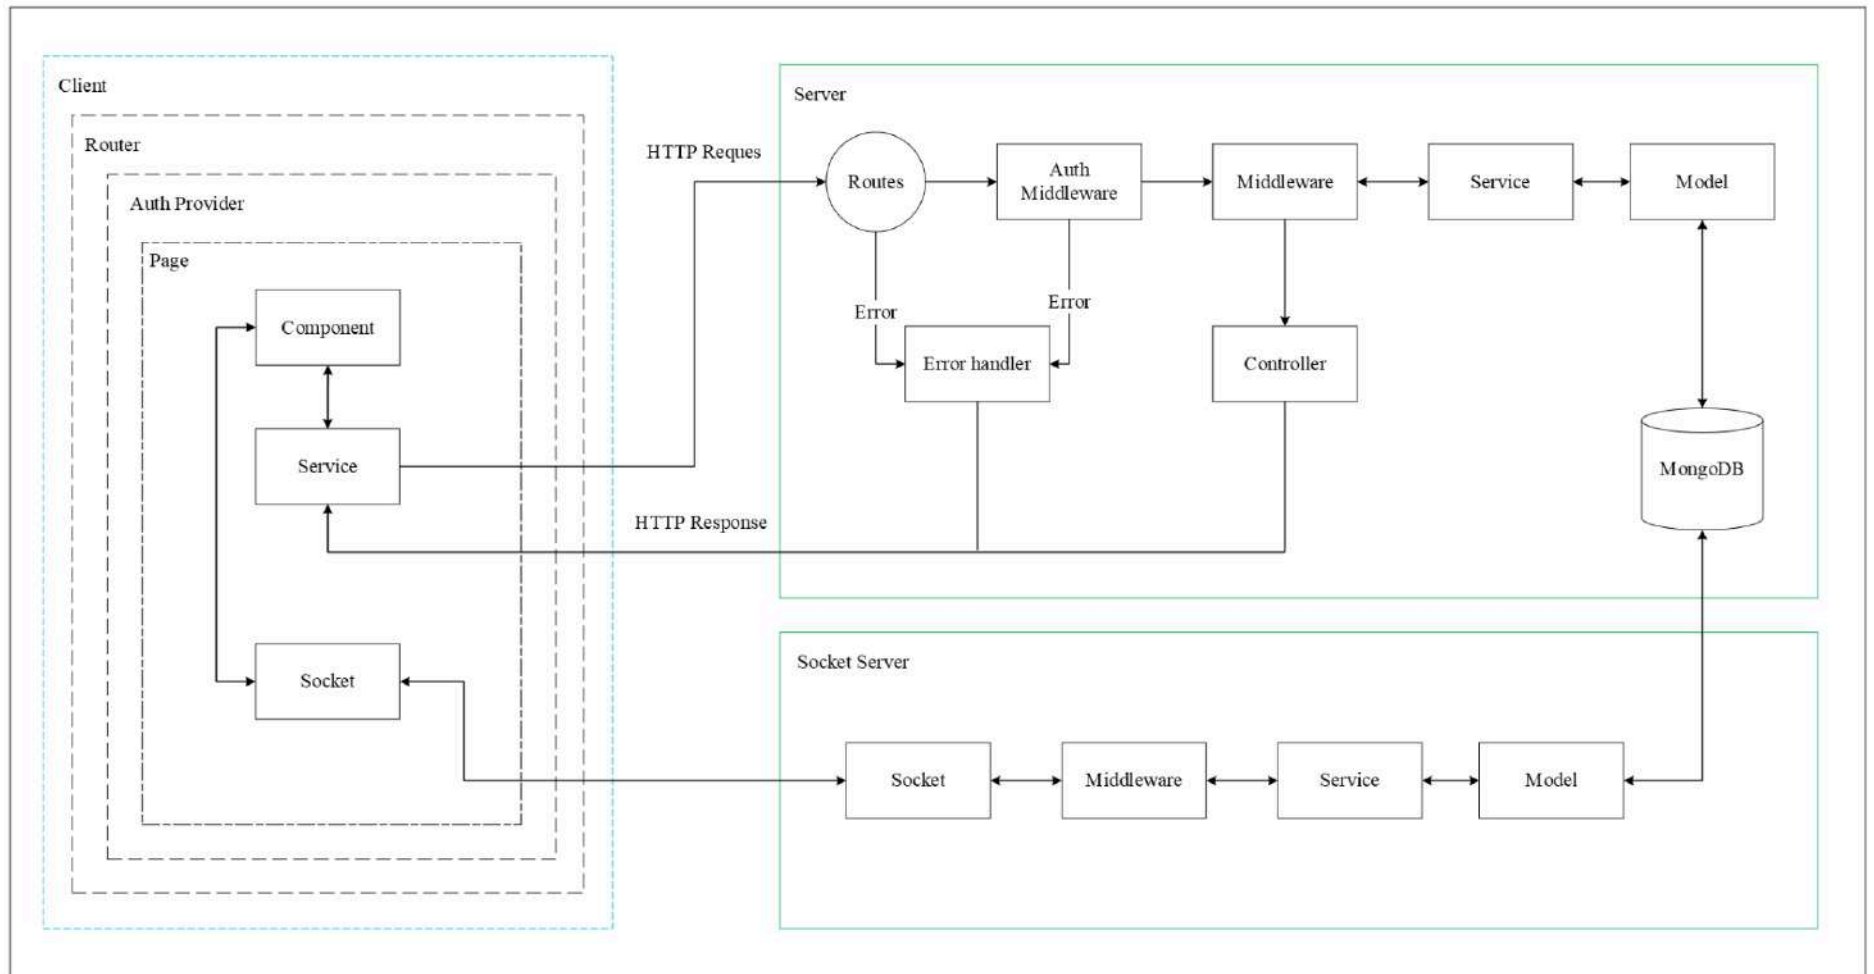 Client
Router
Auth Provider
Page
Component
Service
Socket
HTTP Reques
HTTP Response
Server
Routes
Auth
Middleware
Middleware
Service
Model
Error
Error
Error handler
Controller
MongoDB
Socket Server
Socket
Middleware
Service
Model